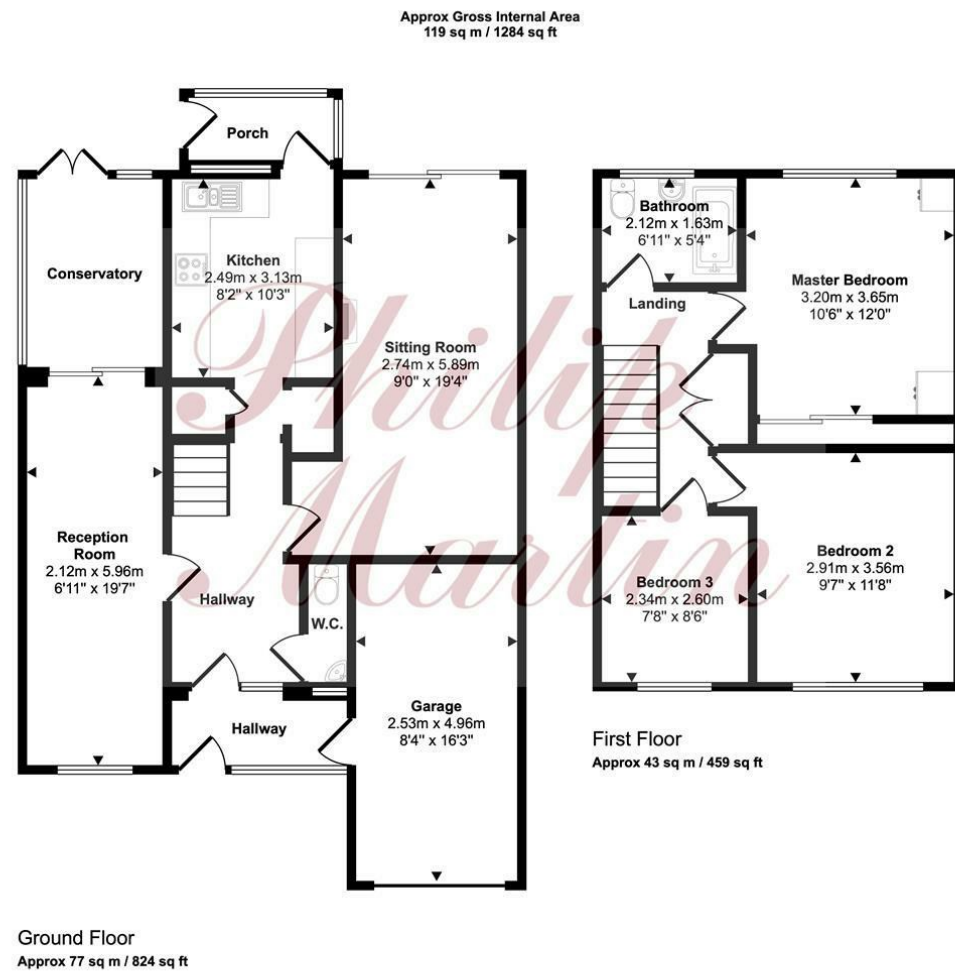 Approx Gross Internal Area
119 sq m / 1284 sq ft
Porch
Conservatory
Kitchen
2.49m x 3.13m
8'2" x 10'3"
Sitting Room
2.74m x 5.89m
9'0" x 19'4"
Reception
Room
2.12m x 5.96m
6'11" x 19'7"
Hallway
W.C.
Hallway
Garage
2.53m x 4.96m
8'4" x 16'3"
Ground Floor
Approx 77 sq m / 824 sq ft
Bathroom
2.12m x 1.63m
6'11" x 5'4"
Landing
Master Bedroom
3.20m x 3.65m
10'6" x 12'0"
Bedroom 2
2.91m x 3.56m
9'7" x 11'8"
Bedroom 3
2.34m x 2.60m
7'8" x 8'6"
First Floor
Approx 43 sq m / 459 sq ft
Philip
Martin